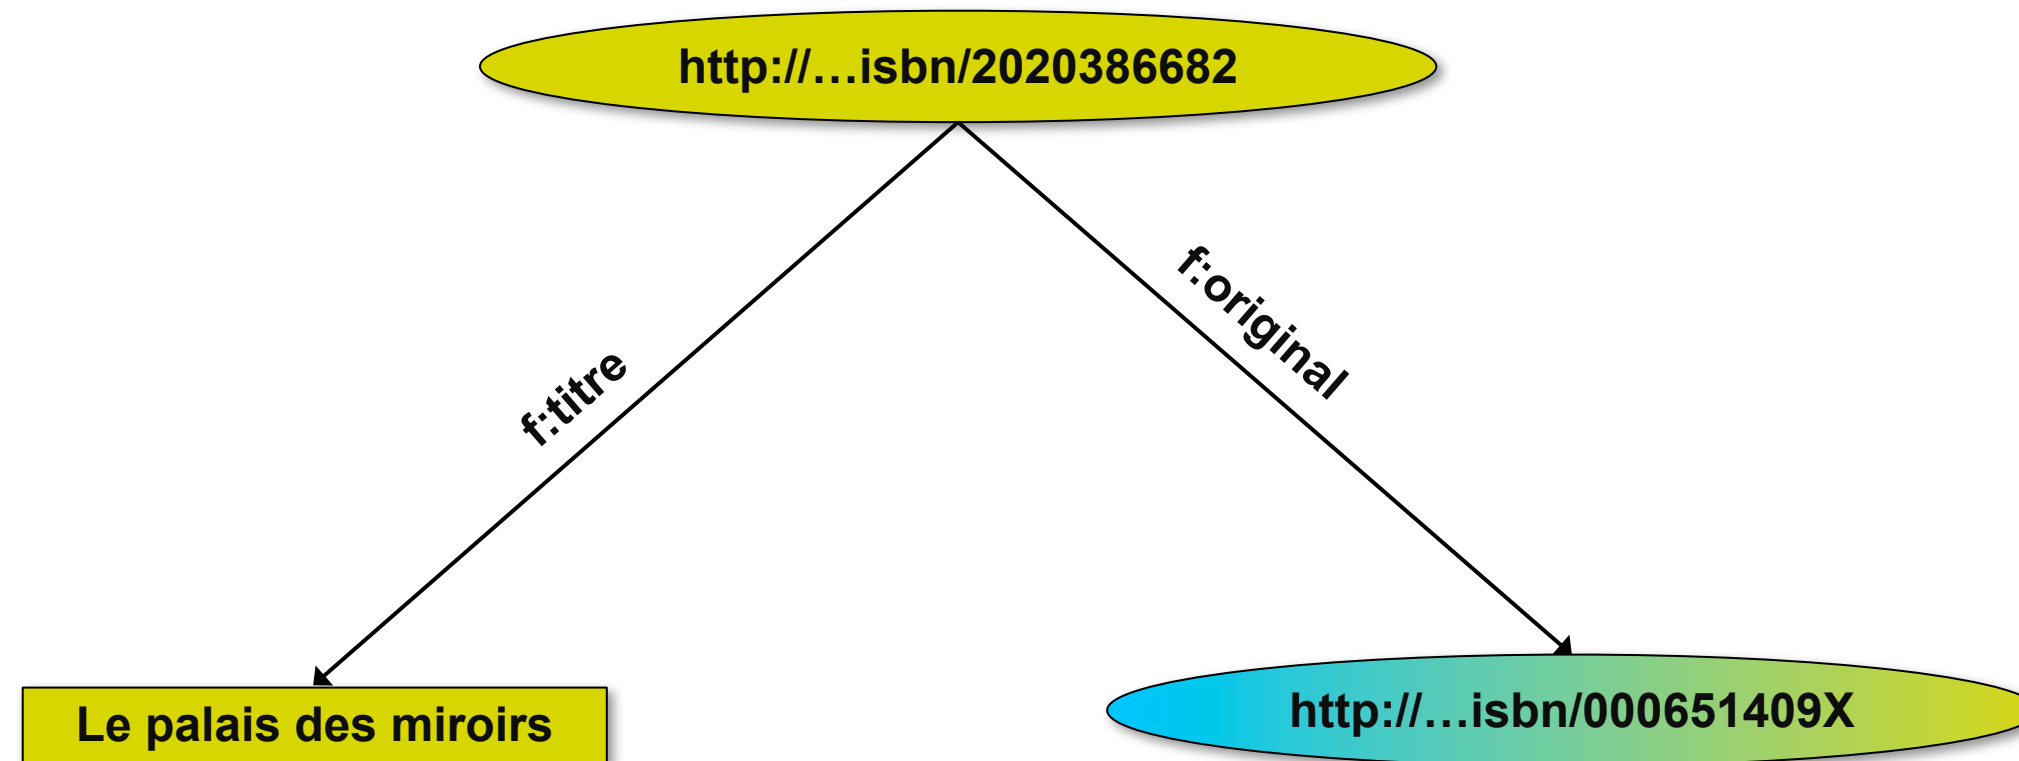 http://…isbn/2020386682
f:original
f:titre
Le palais des miroirs
http://…isbn/000651409X